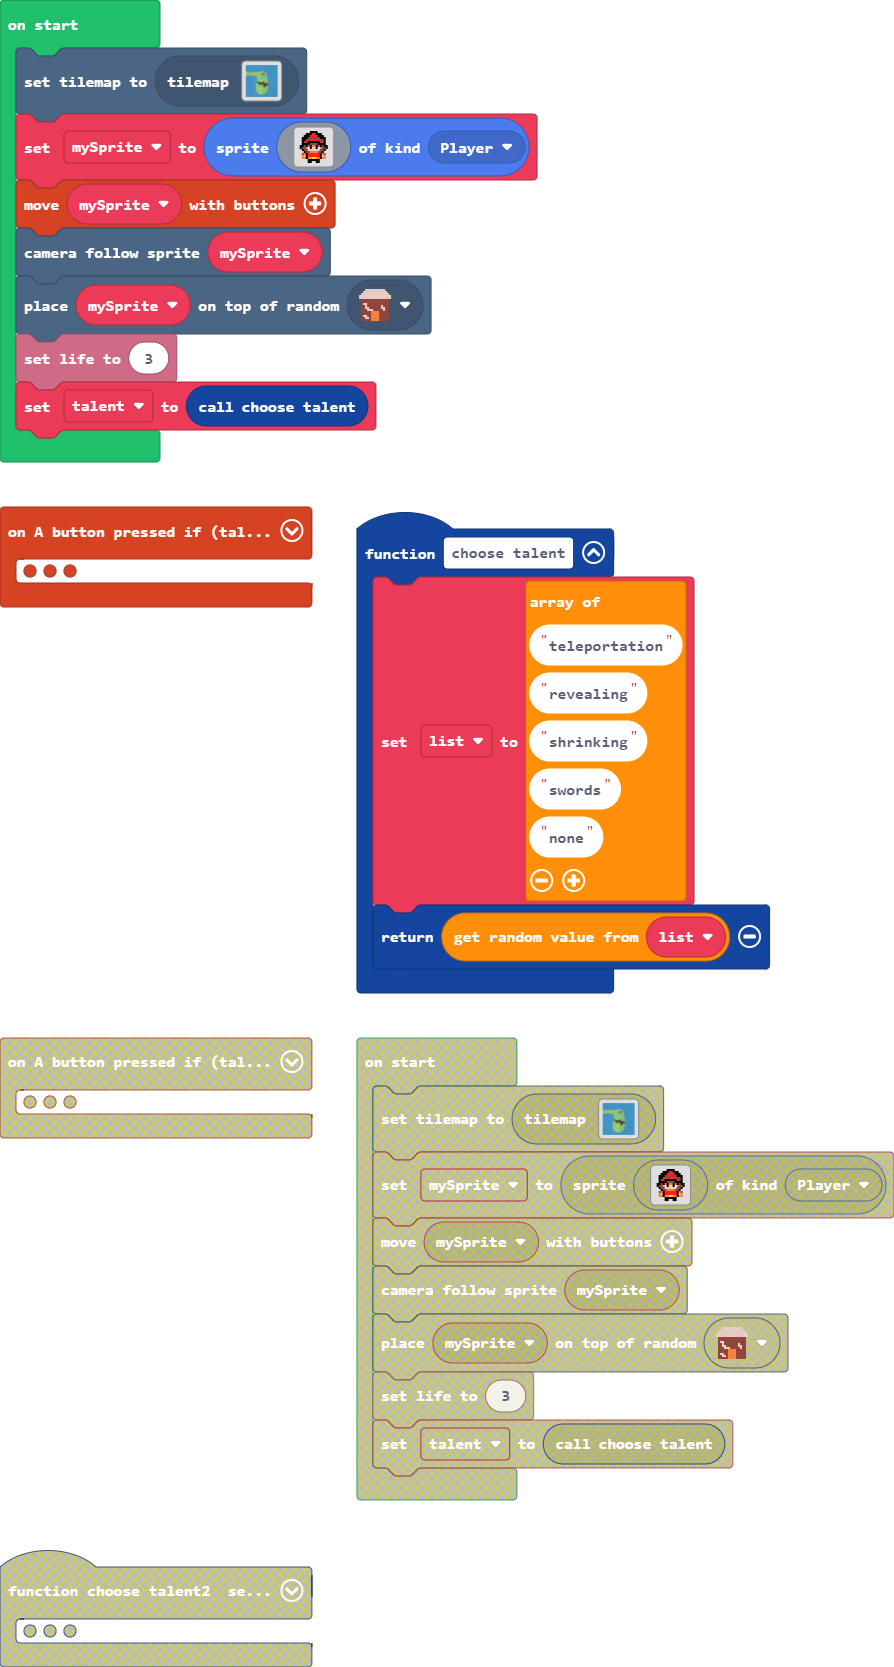 on start
set tilemap to tilemap
set mySprite to sprite of kind Player
move mySprite with buttons
camera follow sprite mySprite
place mySprite on top of random
set life to 3
set talent to call choose talent
on A button pressed if (tal...
function choose talent
array of
"teleportation"
"revealing"
set list to "shrinking"
"swords"
"none"
return get random value from list
on A button pressed if (tal...
on start
set tilemap to tilemap
set mySprite to sprite of kind Player
move mySprite with buttons
camera follow sprite mySprite
place mySprite on top of random
set life to 3
set talent to call choose talent
function choose talent2 se...